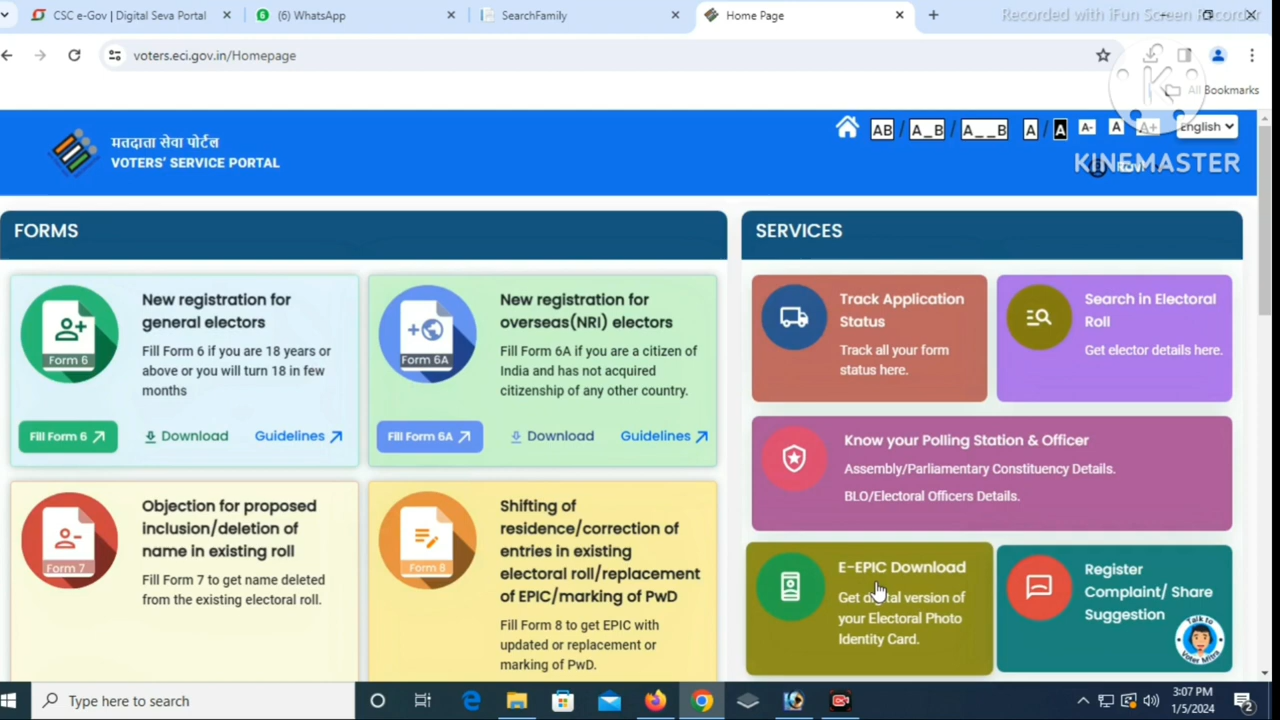 CSC e-Gov | Digital Seva Portal
(6) WhatsApp
SearchFamily
Home Page
Recorded with iFun Screen Recorder
voters.eci.gov.in/Homepage
All Bookmarks
मतदाता सेवा पोर्टल
VOTERS' SERVICE PORTAL
AB / A_B / A__B A / A A- A A+ English
KINEMASTER
FORMS
New registration for
general electors
Fill Form 6 if you are 18 years or
above or you will turn 18 in few
months
Form 6
Fill Form 6
Download
Guidelines
New registration for
overseas(NRI) electors
Fill Form 6A if you are a citizen of
India and has not acquired
citizenship of any other country.
Form 6A
Fill Form 6A
Download
Guidelines
Objection for proposed
inclusion/deletion of
name in existing roll
Fill Form 7 to get name deleted
from the existing electoral roll.
Form 7
Shifting of
residence/correction of
entries in existing
electoral roll/replacement
of EPIC/marking of PwD
Fill Form 8 to get EPIC with
updated or replacement or
marking of PwD.
Form 8
SERVICES
Track Application
Status
Track all your form
status here.
Search in Electoral
Roll
Get elector details here.
Know your Polling Station & Officer
Assembly/Parliamentary Constituency Details.
BLO/Electoral Officers Details.
E-EPIC Download
Get digital version of
your Electoral Photo
Identity Card.
Register
Complaint/ Share
Suggestion
Talk to
Voter Mitra
Type here to search
3:07 PM
1/5/2024
2